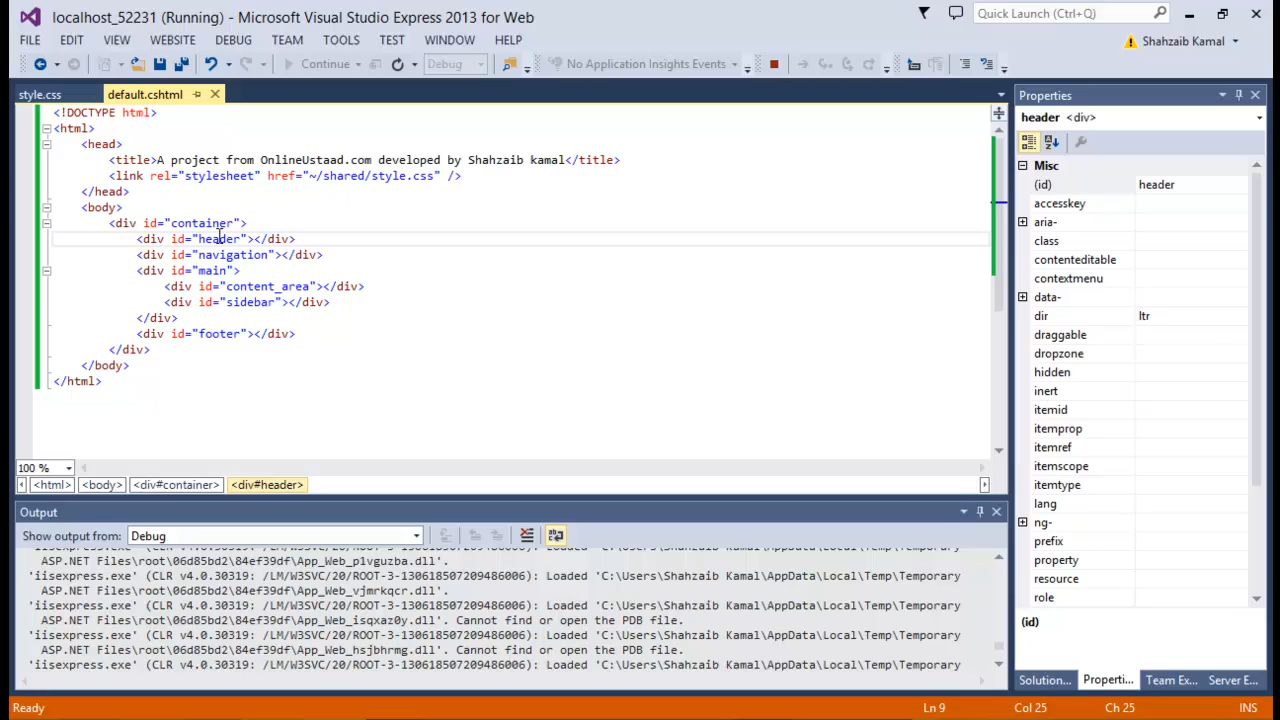 localhost_52231 (Running) - Microsoft Visual Studio Express 2013 for Web
Quick Launch (Ctrl+Q)
FILE EDIT VIEW WEBSITE DEBUG TEAM TOOLS TEST WINDOW HELP
Shahzaib Kamal
Continue Debug No Application Insights Events
style.css default.cshtml
<!DOCTYPE html>
<html>
<head>
<title>A project from OnlineUstaad.com developed by Shahzaib kamal</title>
<link rel="stylesheet" href="~/shared/style.css" />
</head>
<body>
<div id="container">
<div id="header"></div>
<div id="navigation"></div>
<div id="main">
<div id="content_area"></div>
<div id="sidebar"></div>
</div>
<div id="footer"></div>
</div>
</body>
</html>
100 %
<html> <body> <div#container> <div#header>
Output
Show output from: Debug
'iisexpress.exe' (CLR v4.0.30319: /LM/W3SVC/20/ROOT-3-130618507209486006): Loaded 'C:\Users\Shahzaib Kamal\AppData\Local\Temp\Temporary
ASP.NET Files\root\06d85bd2\84ef39df\App_Web_p1vguzba.dll'.
'iisexpress.exe' (CLR v4.0.30319: /LM/W3SVC/20/ROOT-3-130618507209486006): Loaded 'C:\Users\Shahzaib Kamal\AppData\Local\Temp\Temporary
ASP.NET Files\root\06d85bd2\84ef39df\App_Web_vjmrkqcr.dll'.
'iisexpress.exe' (CLR v4.0.30319: /LM/W3SVC/20/ROOT-3-130618507209486006): Loaded 'C:\Users\Shahzaib Kamal\AppData\Local\Temp\Temporary
ASP.NET Files\root\06d85bd2\84ef39df\App_Web_isqxaz0y.dll'. Cannot find or open the PDB file.
'iisexpress.exe' (CLR v4.0.30319: /LM/W3SVC/20/ROOT-3-130618507209486006): Loaded 'C:\Users\Shahzaib Kamal\AppData\Local\Temp\Temporary
ASP.NET Files\root\06d85bd2\84ef39df\App_Web_hsjbhrmg.dll'. Cannot find or open the PDB file.
'iisexpress.exe' (CLR v4.0.30319: /LM/W3SVC/20/ROOT-3-130618507209486006): Loaded 'C:\Users\Shahzaib Kamal\AppData\Local\Temp\Temporary
Properties
header <div>
Misc
(id) header
accesskey
aria-
class
contenteditable
contextmenu
data-
dir ltr
draggable
dropzone
hidden
inert
itemid
itemprop
itemref
itemscope
itemtype
lang
ng-
prefix
property
resource
role
(id)
Solution... Properti... Team Ex... Server E...
Ready Ln 9 Col 25 Ch 25 INS